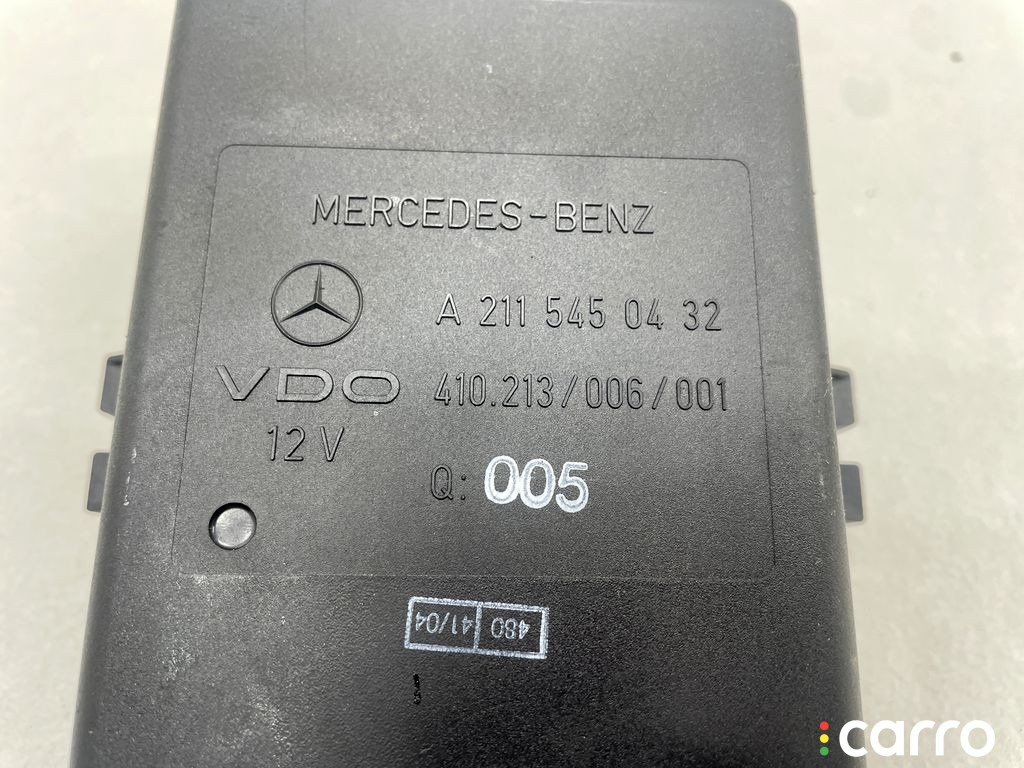 MERCEDES-BENZ
A 211 545 04 32
VDO 410.213/006/001
12 V
Q: 005
480 41/04
carro